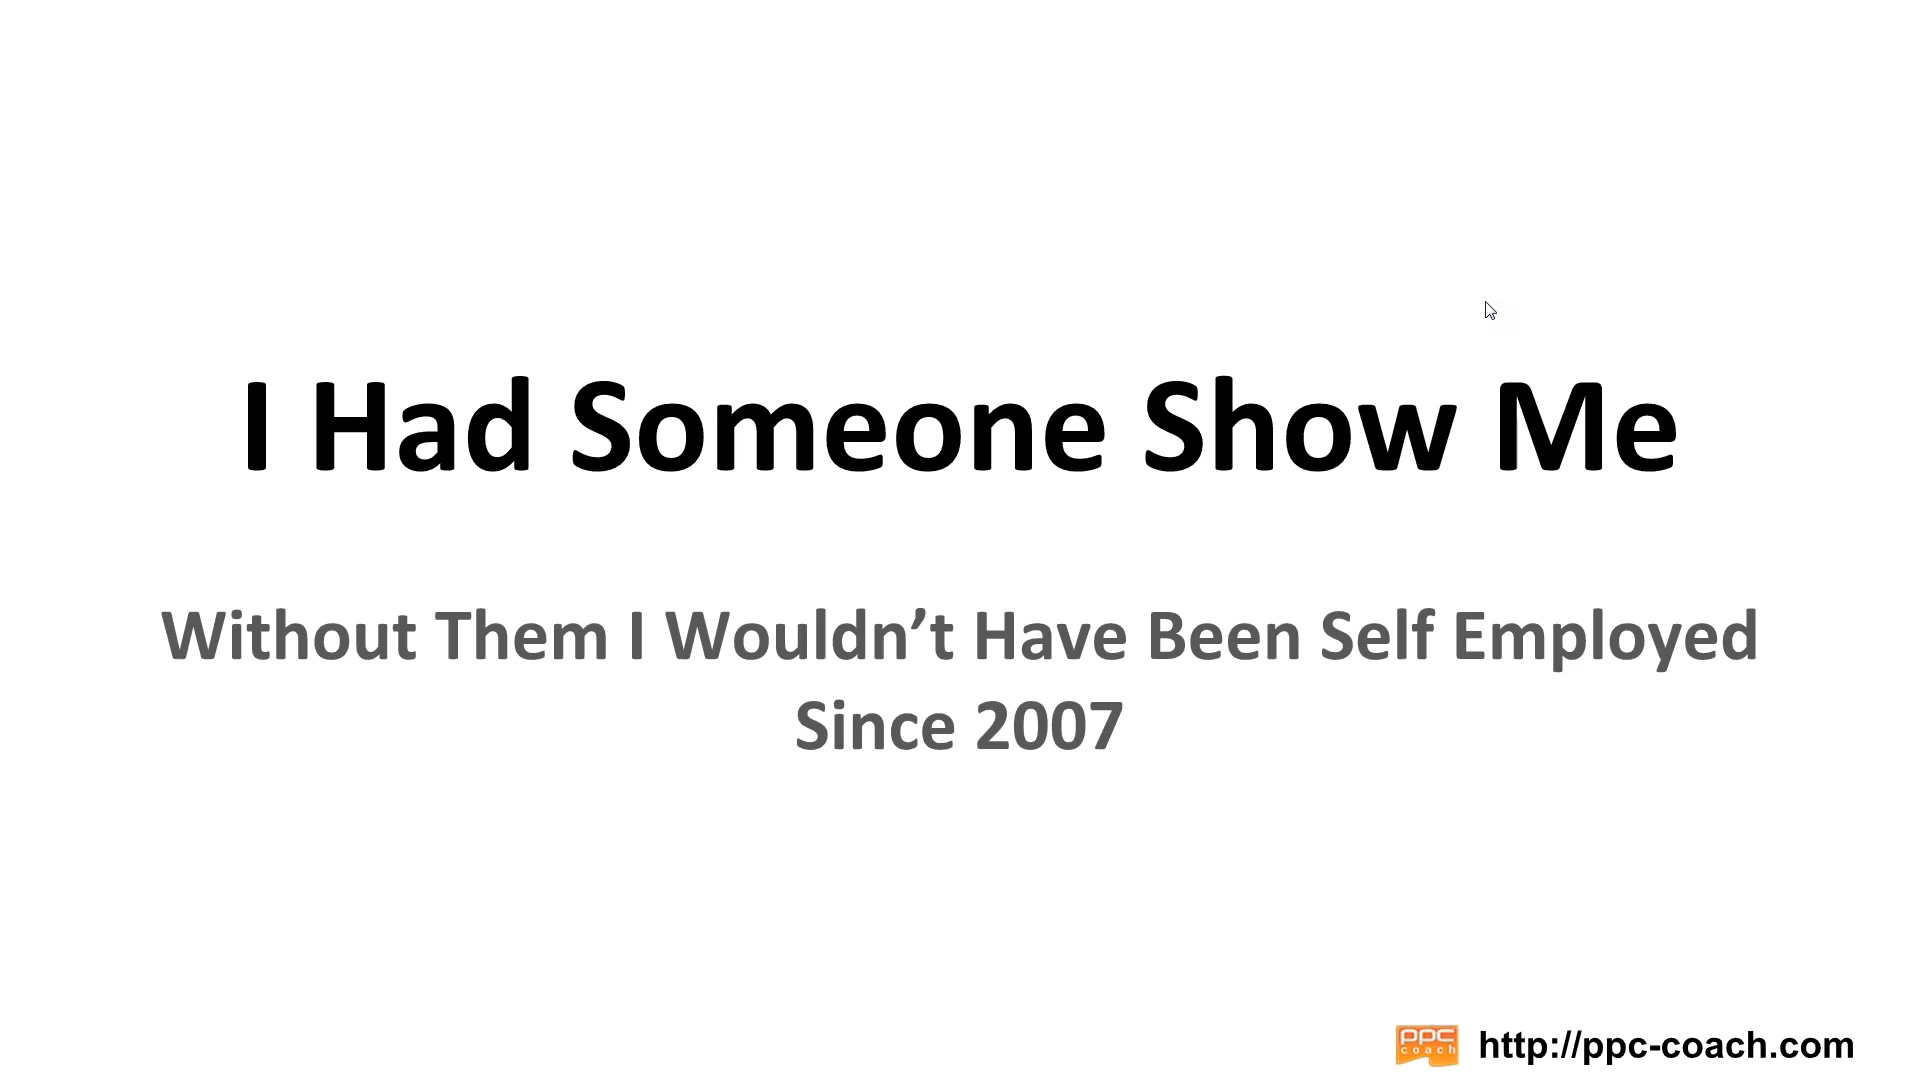 I Had Someone Show Me
Without Them I Wouldn’t Have Been Self Employed
Since 2007
ppc
coach
http://ppc-coach.com